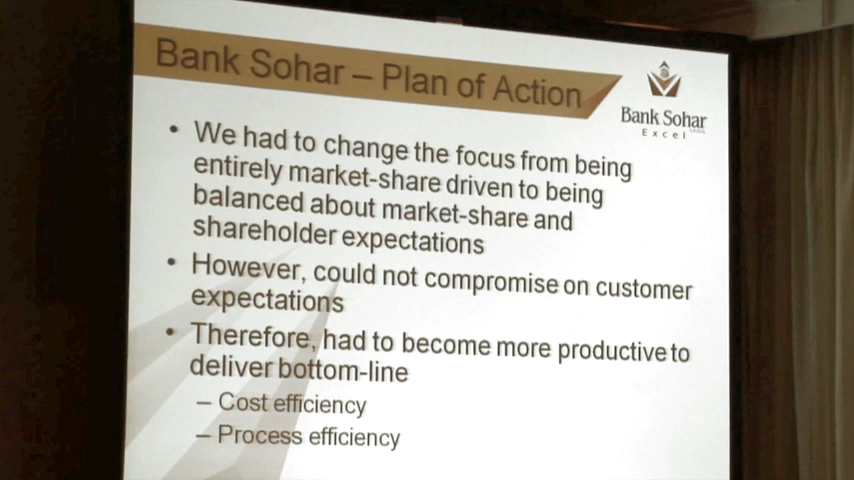 Bank Sohar – Plan of Action
Bank Sohar
Excel
• We had to change the focus from being
entirely market-share driven to being
balanced about market-share and
shareholder expectations
• However, could not compromise on customer
expectations
• Therefore, had to become more productive to
deliver bottom-line
– Cost efficiency
– Process efficiency